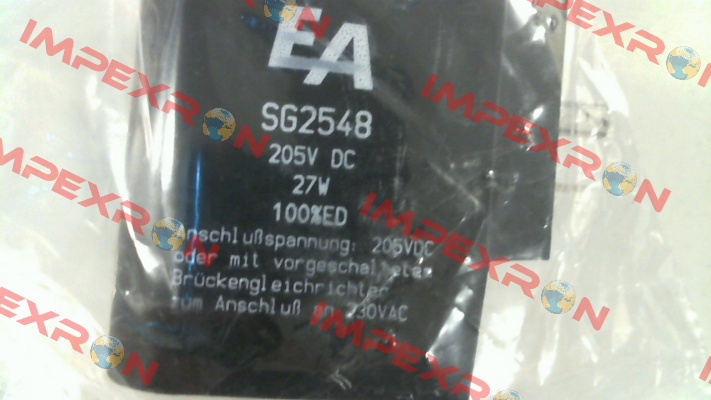 EA
SG2548
205V DC
27W
100%ED
Anschlußspannung: 205VDC
oder mit vorgeschalteten
Brückengleichrichter
zum Anschluß an 230VAC
IMPEXRON
IMPEXRON
IMPEXRON
IMPEXRON
IMPEXRON
IMPEXRON
IMPEXRON